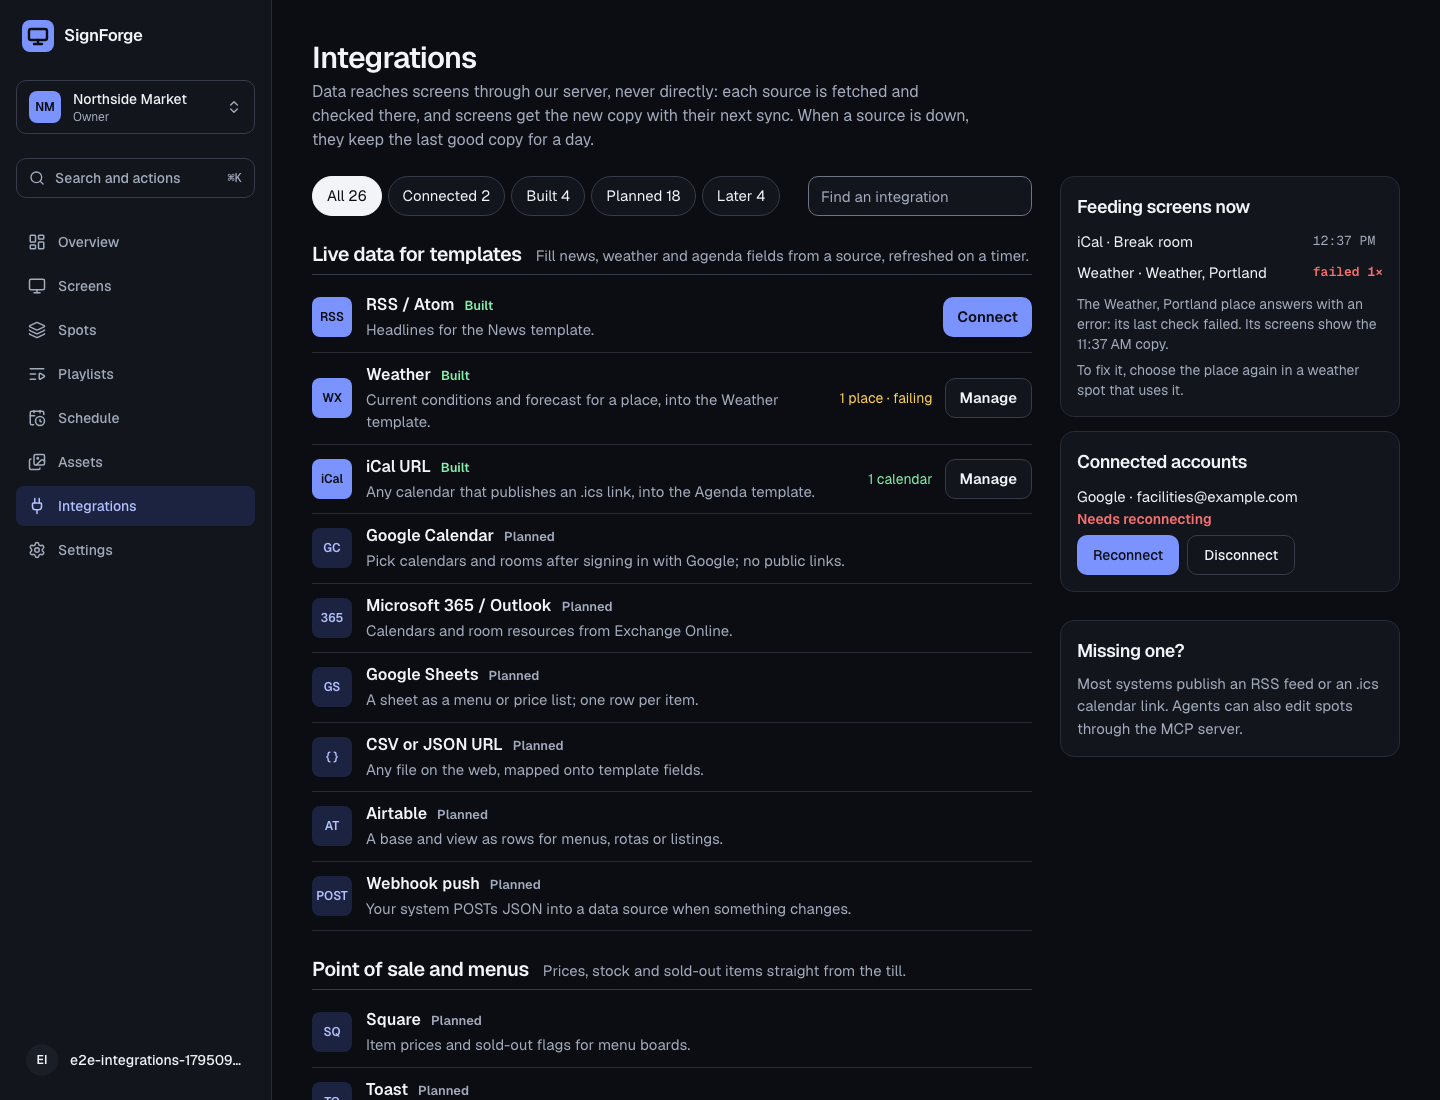 SignForge
NM
Northside Market
Owner
Search and actions
⌘K
Overview
Screens
Spots
Playlists
Schedule
Assets
Integrations
Settings
EI
e2e-integrations-179509…
Integrations
Data reaches screens through our server, never directly: each source is fetched and
checked there, and screens get the new copy with their next sync. When a source is down,
they keep the last good copy for a day.
All 26
Connected 2
Built 4
Planned 18
Later 4
Find an integration
Live data for templates
Fill news, weather and agenda fields from a source, refreshed on a timer.
RSS
RSS / Atom Built
Headlines for the News template.
Connect
WX
Weather Built
Current conditions and forecast for a place, into the Weather
template.
1 place · failing
Manage
iCal
iCal URL Built
Any calendar that publishes an .ics link, into the Agenda template.
1 calendar
Manage
GC
Google Calendar Planned
Pick calendars and rooms after signing in with Google; no public links.
365
Microsoft 365 / Outlook Planned
Calendars and room resources from Exchange Online.
GS
Google Sheets Planned
A sheet as a menu or price list; one row per item.
{}
CSV or JSON URL Planned
Any file on the web, mapped onto template fields.
AT
Airtable Planned
A base and view as rows for menus, rotas or listings.
POST
Webhook push Planned
Your system POSTs JSON into a data source when something changes.
Point of sale and menus
Prices, stock and sold-out items straight from the till.
SQ
Square Planned
Item prices and sold-out flags for menu boards.
Toast Planned
Feeding screens now
iCal · Break room
12:37 PM
Weather · Weather, Portland
failed 1×
The Weather, Portland place answers with an
error: its last check failed. Its screens show the
11:37 AM copy.
To fix it, choose the place again in a weather
spot that uses it.
Connected accounts
Google · facilities@example.com
Needs reconnecting
Reconnect
Disconnect
Missing one?
Most systems publish an RSS feed or an .ics
calendar link. Agents can also edit spots
through the MCP server.